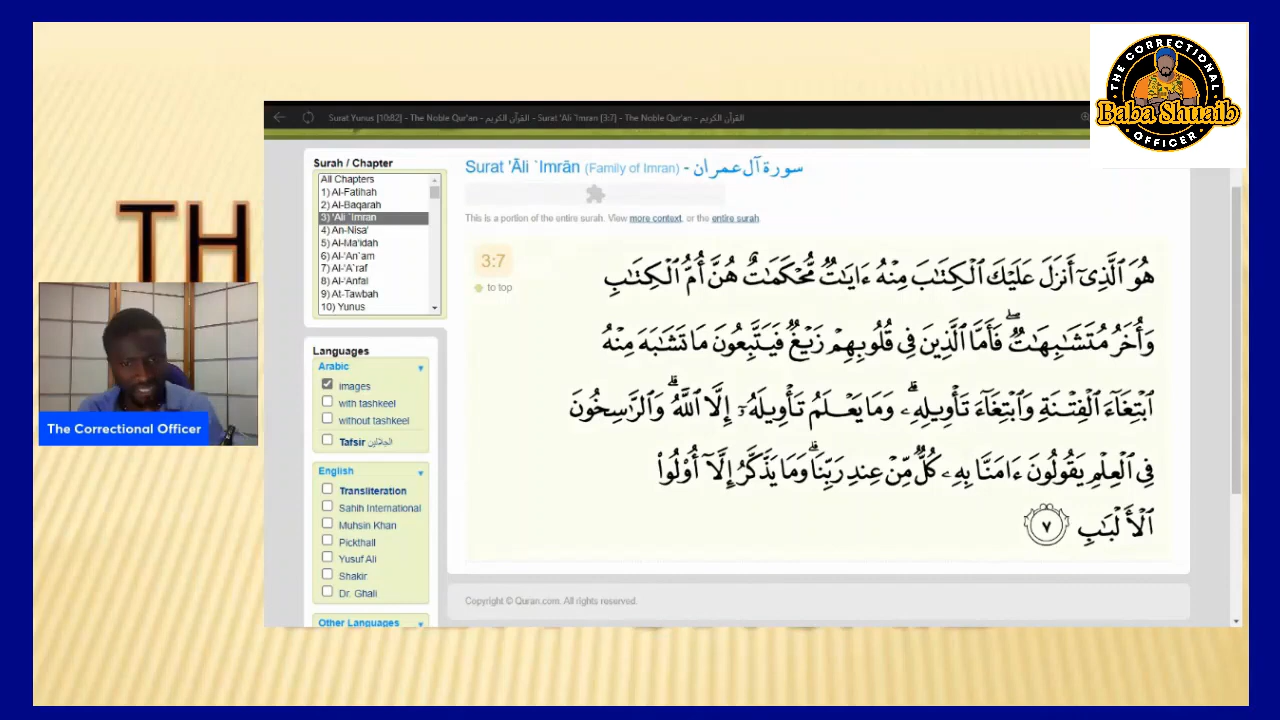 THE CORRECTIONAL
Baba Shuaib
OFFICER
Surat Yunus [10:82] - The Noble Qur'an - القرآن الكريم - Surat 'Ali `Imran [3:7] - The Noble Qur'an - القرآن الكريم
TH
The Correctional Officer
Surah / Chapter
All Chapters
1) Al-Fatihah
2) Al-Baqarah
3) 'Ali `Imran
4) An-Nisa'
5) Al-Ma'idah
6) Al-'An`am
7) Al-'A`raf
8) Al-'Anfal
9) At-Tawbah
10) Yunus
Languages
Arabic
images
with tashkeel
without tashkeel
Tafsir الجلالين
English
Transliteration
Sahih International
Muhsin Khan
Pickthall
Yusuf Ali
Shakir
Dr. Ghali
Other Languages
Surat 'Āli `Imrān (Family of Imran) - سورة آل عمران
This is a portion of the entire surah. View more context, or the entire surah.
3:7
to top
هُوَ ٱلَّذِىٓ أَنزَلَ عَلَيْكَ ٱلْكِتَـٰبَ مِنْهُ ءَايَـٰتٌ مُّحْكَمَـٰتٌ هُنَّ أُمُّ ٱلْكِتَـٰبِ
وَأُخَرُ مُتَشَـٰبِهَـٰتٌ ۖ فَأَمَّا ٱلَّذِينَ فِى قُلُوبِهِمْ زَيْغٌ فَيَتَّبِعُونَ مَا تَشَـٰبَهَ مِنْهُ
ٱبْتِغَآءَ ٱلْفِتْنَةِ وَٱبْتِغَآءَ تَأْوِيلِهِۦ ۗ وَمَا يَعْلَمُ تَأْوِيلَهُۥٓ إِلَّا ٱللَّهُ ۗ وَٱلرَّٰسِخُونَ
فِى ٱلْعِلْمِ يَقُولُونَ ءَامَنَّا بِهِۦ كُلٌّ مِّنْ عِندِ رَبِّنَا ۗ وَمَا يَذَّكَّرُ إِلَّآ أُو۟لُوا۟
ٱلْأَلْبَـٰبِ ٧
Copyright © Quran.com. All rights reserved.